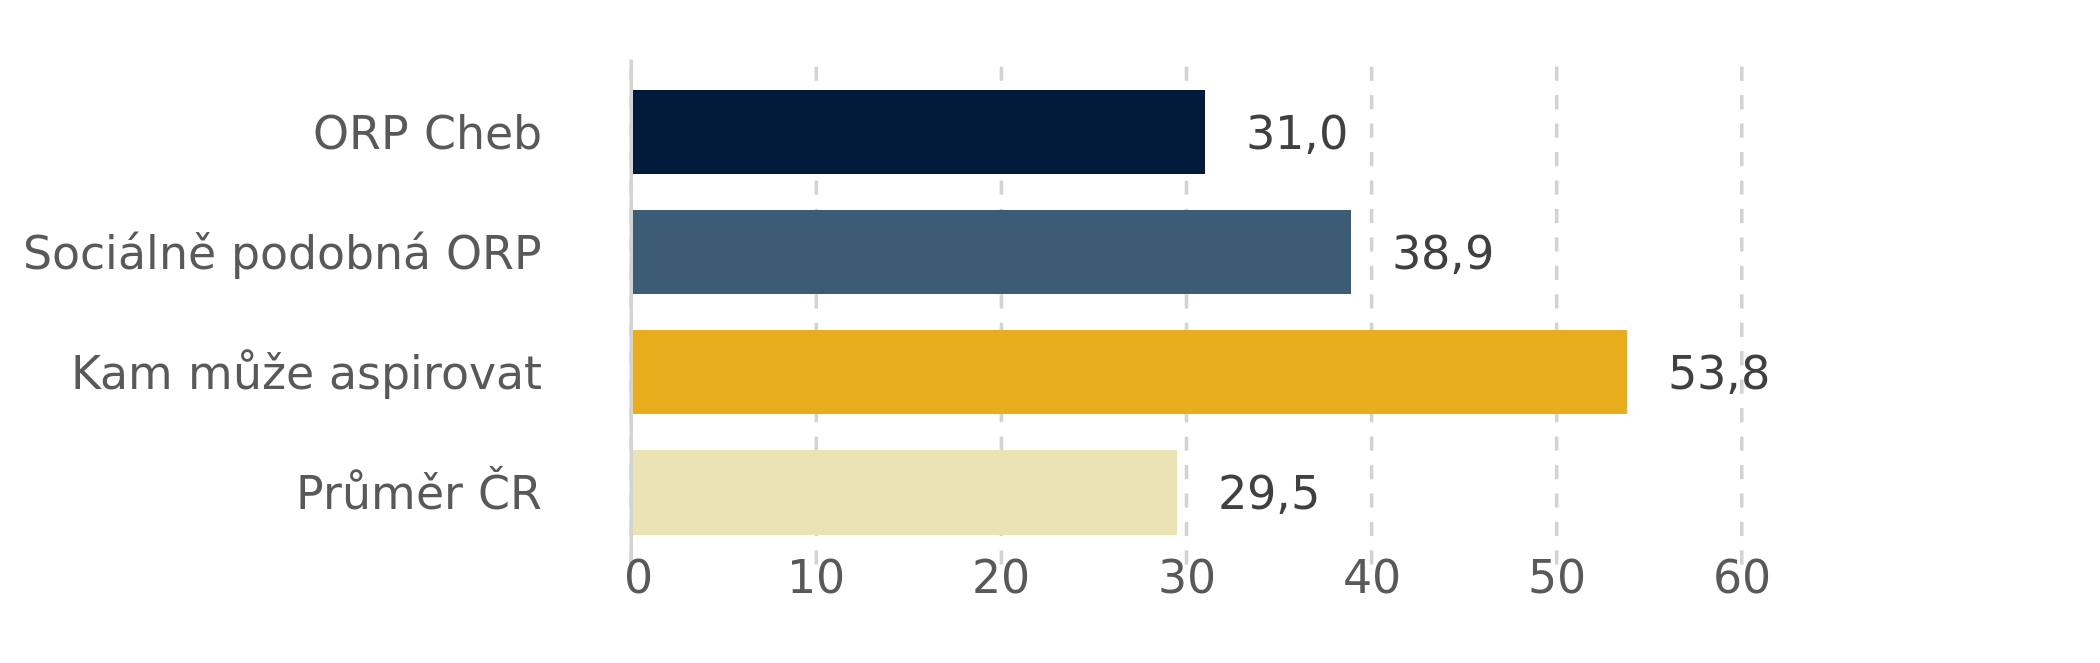 ORP Cheb 31,0
Sociálně podobná ORP 38,9
Kam může aspirovat 53,8
Průměr ČR 29,5
0 10 20 30 40 50 60